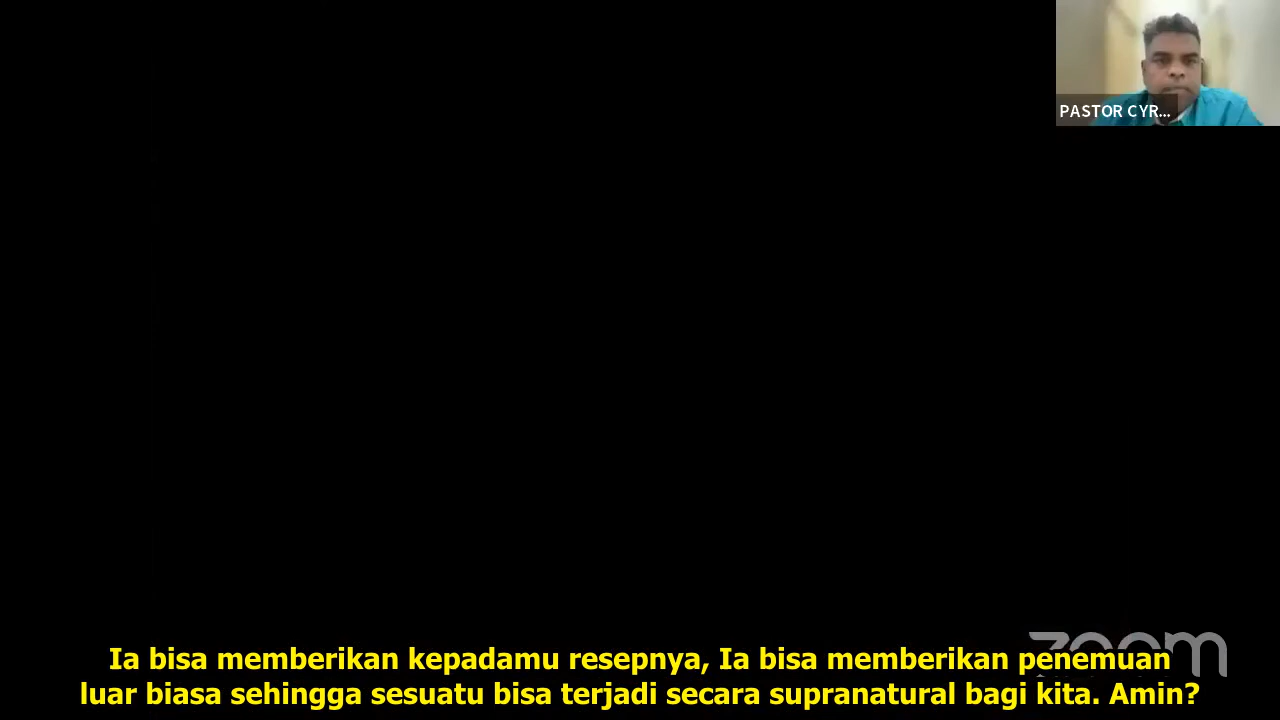 PASTOR CYR...
zoom
Ia bisa memberikan kepadamu resepnya, Ia bisa memberikan penemuan
luar biasa sehingga sesuatu bisa terjadi secara supranatural bagi kita. Amin?